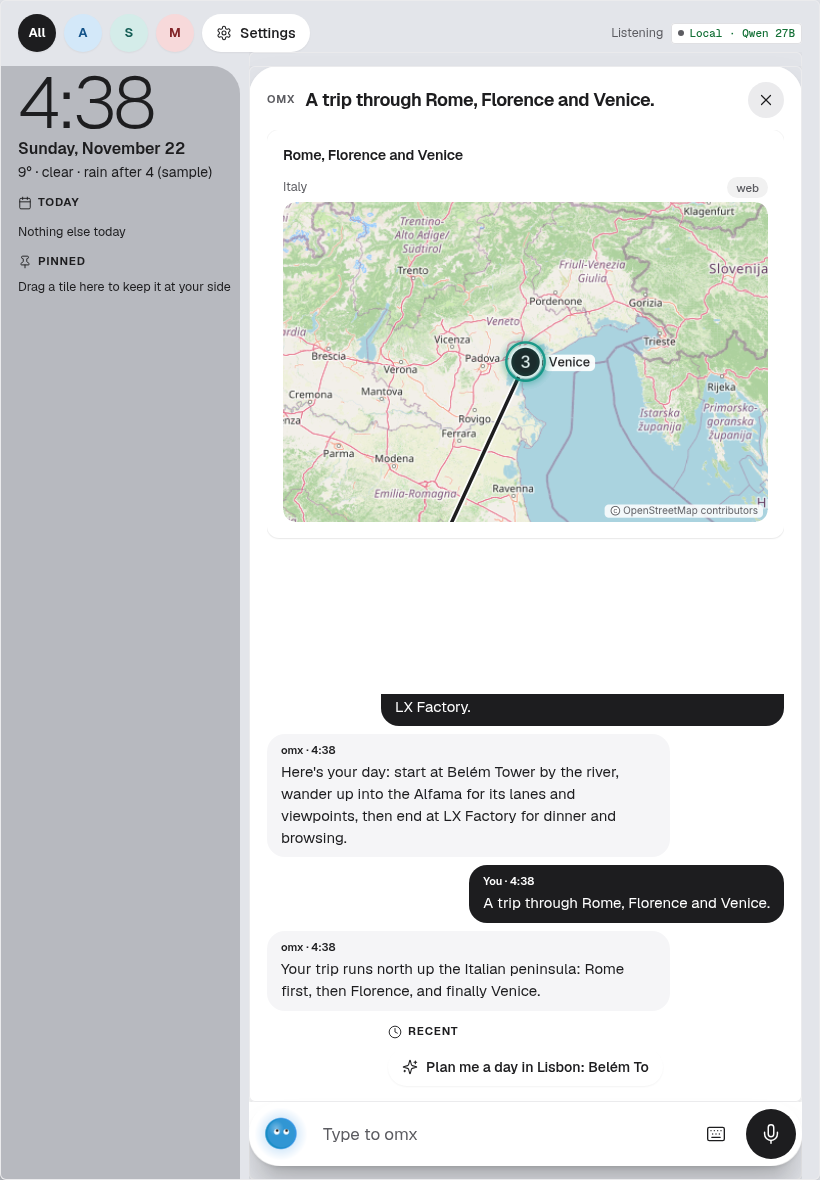 All
A
S
M
Settings
Listening
Local · Qwen 27B
4:38
Sunday, November 22
9° · clear · rain after 4 (sample)
TODAY
Nothing else today
PINNED
Drag a tile here to keep it at your side
OMX
A trip through Rome, Florence and Venice.
Rome, Florence and Venice
Italy
web
Klagenfurt
Trentino-
Alto Adige/
Südtirol
Trento
Friuli-Venezia
Giulia
Slovenija
Pordenone
Gorizia
Veneto
Trieste
ardia
Brescia
Vicenza
Verona
Padova
3
Venice
Cremona
Mantova
Rijeka
enza
Rovigo
Istarska
županija
Primorsko-
goranska
županija
Ferrara
Parma
Modena
Emilia-Romagna
Ravenna
H
© OpenStreetMap contributors
LX Factory.
omx · 4:38
Here's your day: start at Belém Tower by the river,
wander up into the Alfama for its lanes and
viewpoints, then end at LX Factory for dinner and
browsing.
You · 4:38
A trip through Rome, Florence and Venice.
omx · 4:38
Your trip runs north up the Italian peninsula: Rome
first, then Florence, and finally Venice.
RECENT
Plan me a day in Lisbon: Belém To
Type to omx